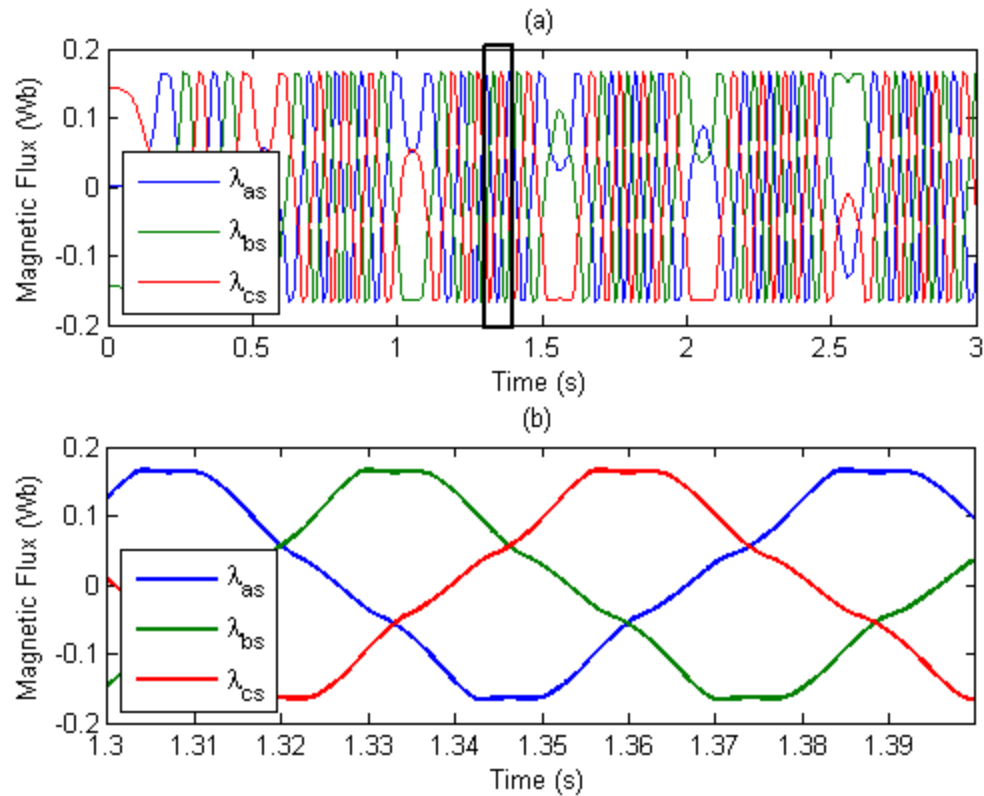 (a)
Magnetic Flux (Wb)
0.2
0.1
0
-0.1
-0.2
λas
λbs
λcs
0 0.5 1 1.5 2 2.5 3
Time (s)
(b)
Magnetic Flux (Wb)
0.2
0.1
0
-0.1
-0.2
λas
λbs
λcs
1.3 1.31 1.32 1.33 1.34 1.35 1.36 1.37 1.38 1.39
Time (s)